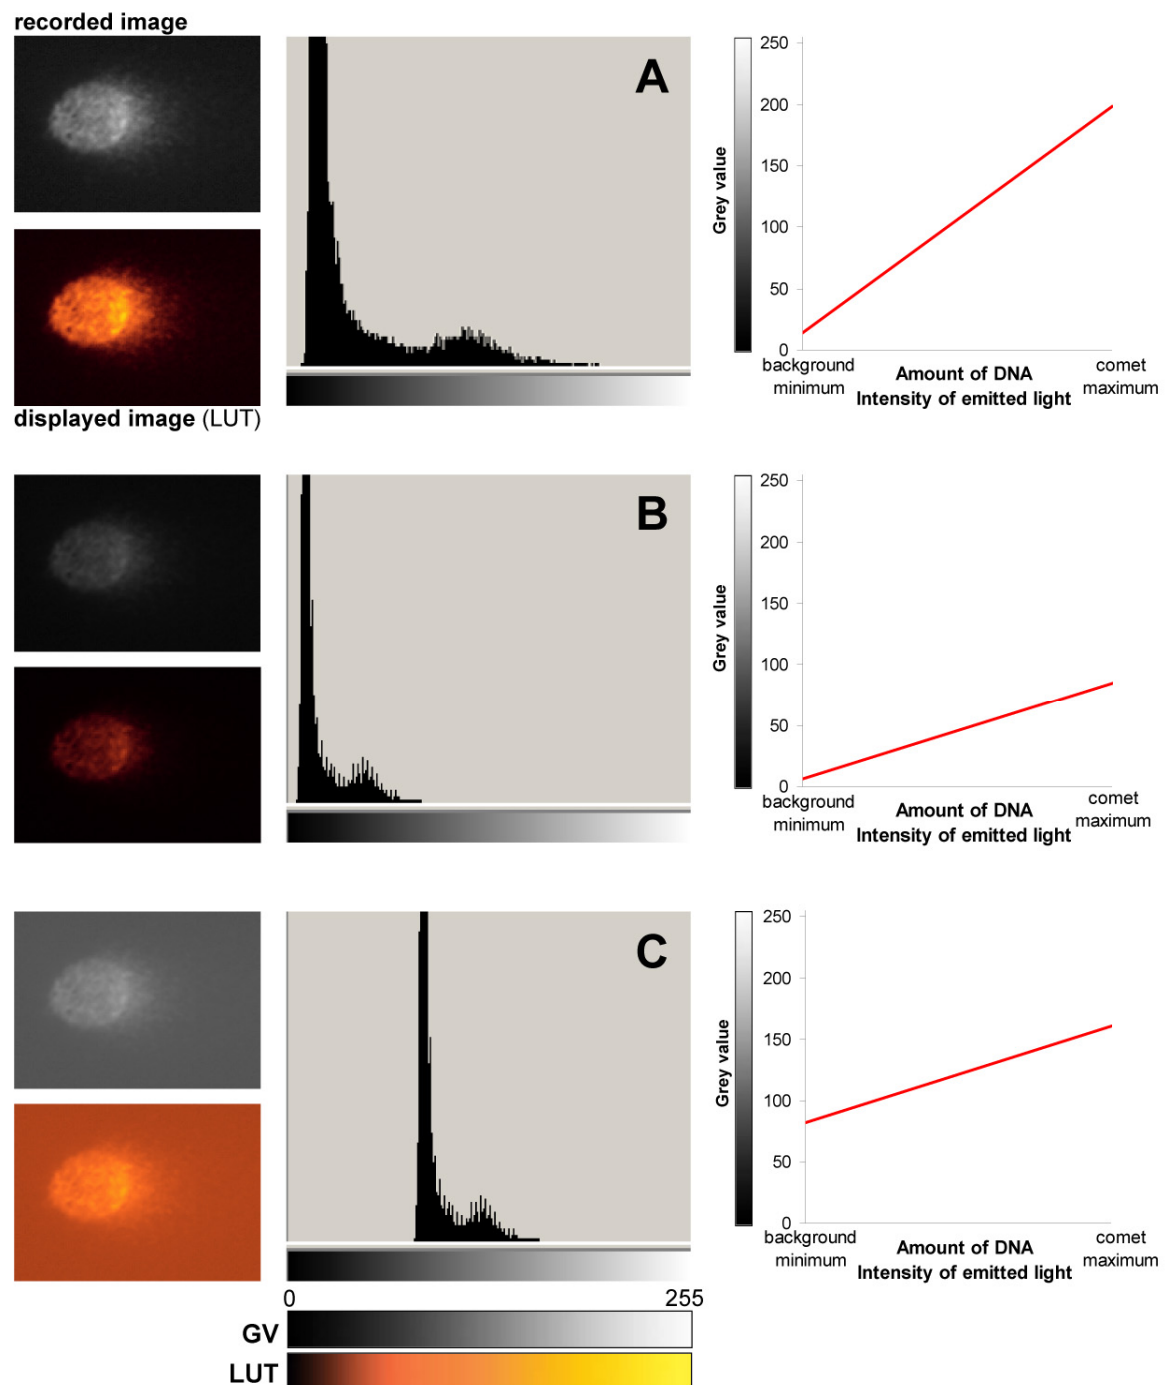 recorded image
displayed image (LUT)
A
Grey value
250
200
150
100
50
0
background
minimum
Amount of DNA
Intensity of emitted light
comet
maximum
B
Grey value
250
200
150
100
50
0
background
minimum
Amount of DNA
Intensity of emitted light
comet
maximum
C
Grey value
250
200
150
100
50
0
background
minimum
Amount of DNA
Intensity of emitted light
comet
maximum
0 255
GV
LUT